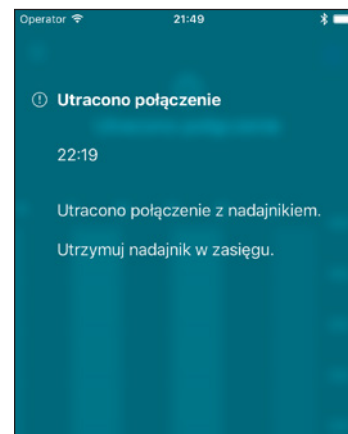 Operator 21:49
Utracono połączenie
22:19
Utracono połączenie z nadajnikiem.
Utrzymuj nadajnik w zasięgu.